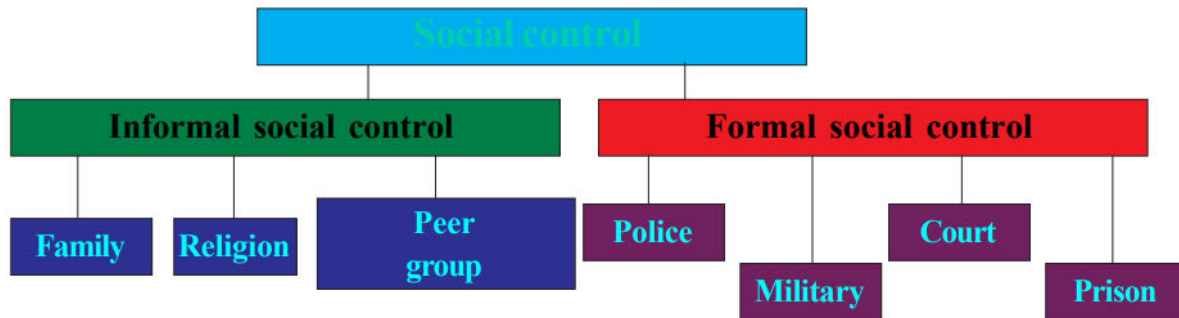 Social control
Informal social control
Formal social control
Family
Religion
Peer
group
Police
Military
Court
Prison